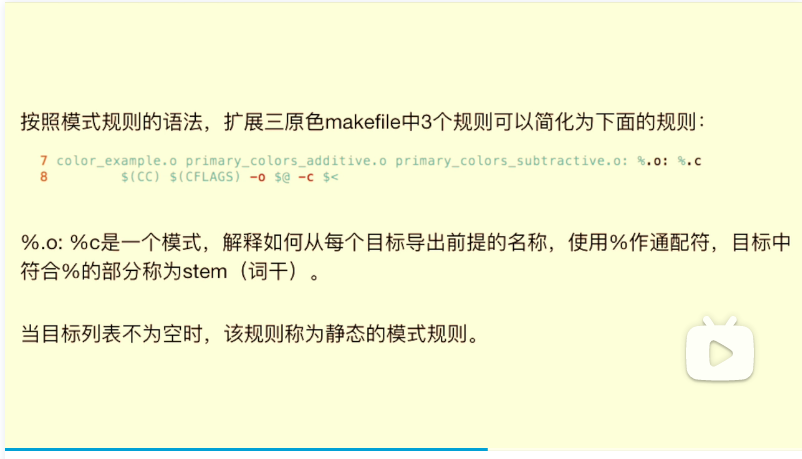 按照模式规则的语法，扩展三原色makefile中3个规则可以简化为下面的规则：
7 color_example.o primary_colors_additive.o primary_colors_subtractive.o: %.o: %.c
8 $(CC) $(CFLAGS) -o $@ -c $<
%.o: %c是一个模式，解释如何从每个目标导出前提的名称，使用%作通配符，目标中
符合%的部分称为stem（词干）。
当目标列表不为空时，该规则称为静态的模式规则。